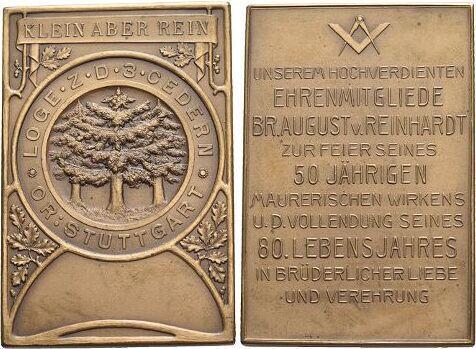 KLEIN ABER REIN
LOGE·Z·D·3·CEDERN
OR:STUTTGART
UNSEREM HOCHVERDIENTEN
EHRENMITGLIEDE
BR.AUGUST v.REINHARDT
ZUR FEIER SEINES
50 JÄHRIGEN
MAURERISCHEN WIRKENS
U.D.VOLLENDUNG SEINES
80.LEBENSJAHRES
IN BRÜDERLICHER LIEBE
UND VEREHRUNG